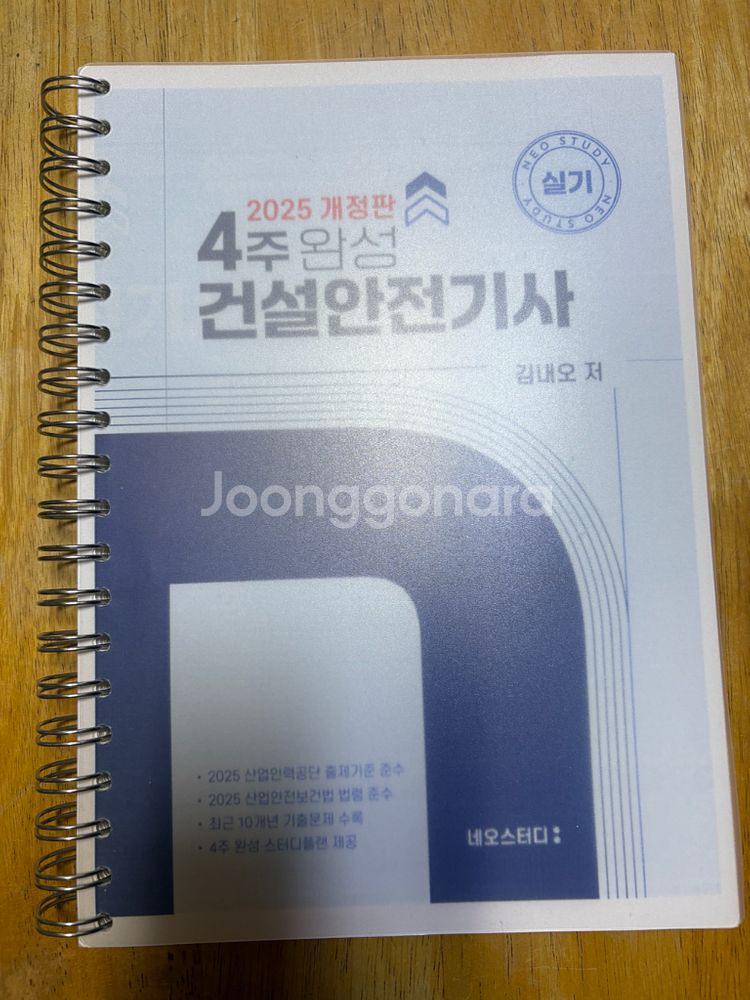 NEO STUDY
실기
NEO STUDY
2025 개정판
4주완성
건설안전기사
김내오 저
Joonggonara
• 2025 산업인력공단 출제기준 준수
• 2025 산업안전보건법 법령 준수
• 최근 10개년 기출문제 수록
• 4주 완성 스터디플랜 제공
네오스터디